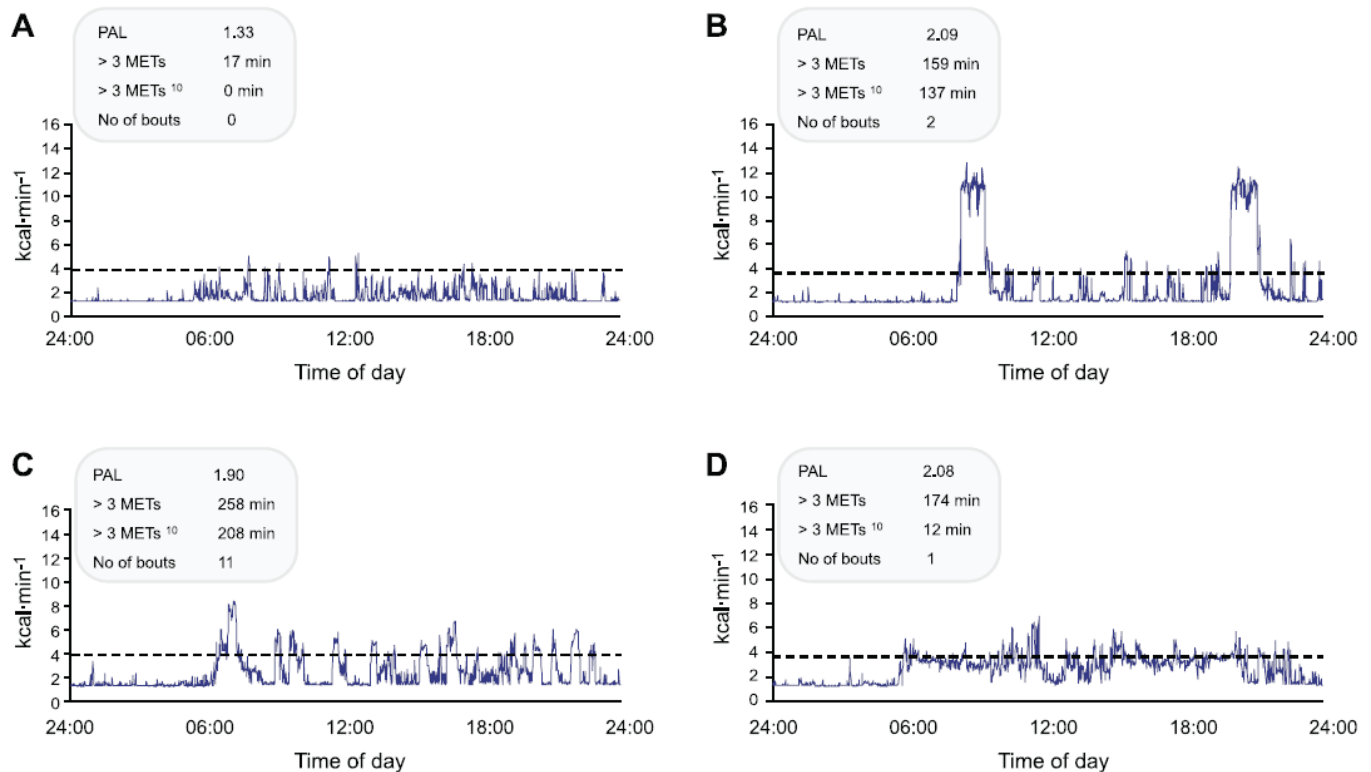 A
PAL 1.33
> 3 METs 17 min
> 3 METs ¹⁰ 0 min
No of bouts 0
16
14
12
10
8
6
4
2
0
kcal·min⁻¹
24:00 06:00 12:00 18:00 24:00
Time of day
B
PAL 2.09
> 3 METs 159 min
> 3 METs ¹⁰ 137 min
No of bouts 2
16
14
12
10
8
6
4
2
0
kcal·min⁻¹
24:00 06:00 12:00 18:00 24:00
Time of day
C
PAL 1.90
> 3 METs 258 min
> 3 METs ¹⁰ 208 min
No of bouts 11
16
14
12
10
8
6
4
2
0
kcal·min⁻¹
24:00 06:00 12:00 18:00 24:00
Time of day
D
PAL 2.08
> 3 METs 174 min
> 3 METs ¹⁰ 12 min
No of bouts 1
16
14
12
10
8
6
4
2
0
kcal·min⁻¹
24:00 06:00 12:00 18:00 24:00
Time of day